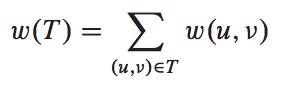 w(T) = ∑ w(u, v)
(u,v)∈T